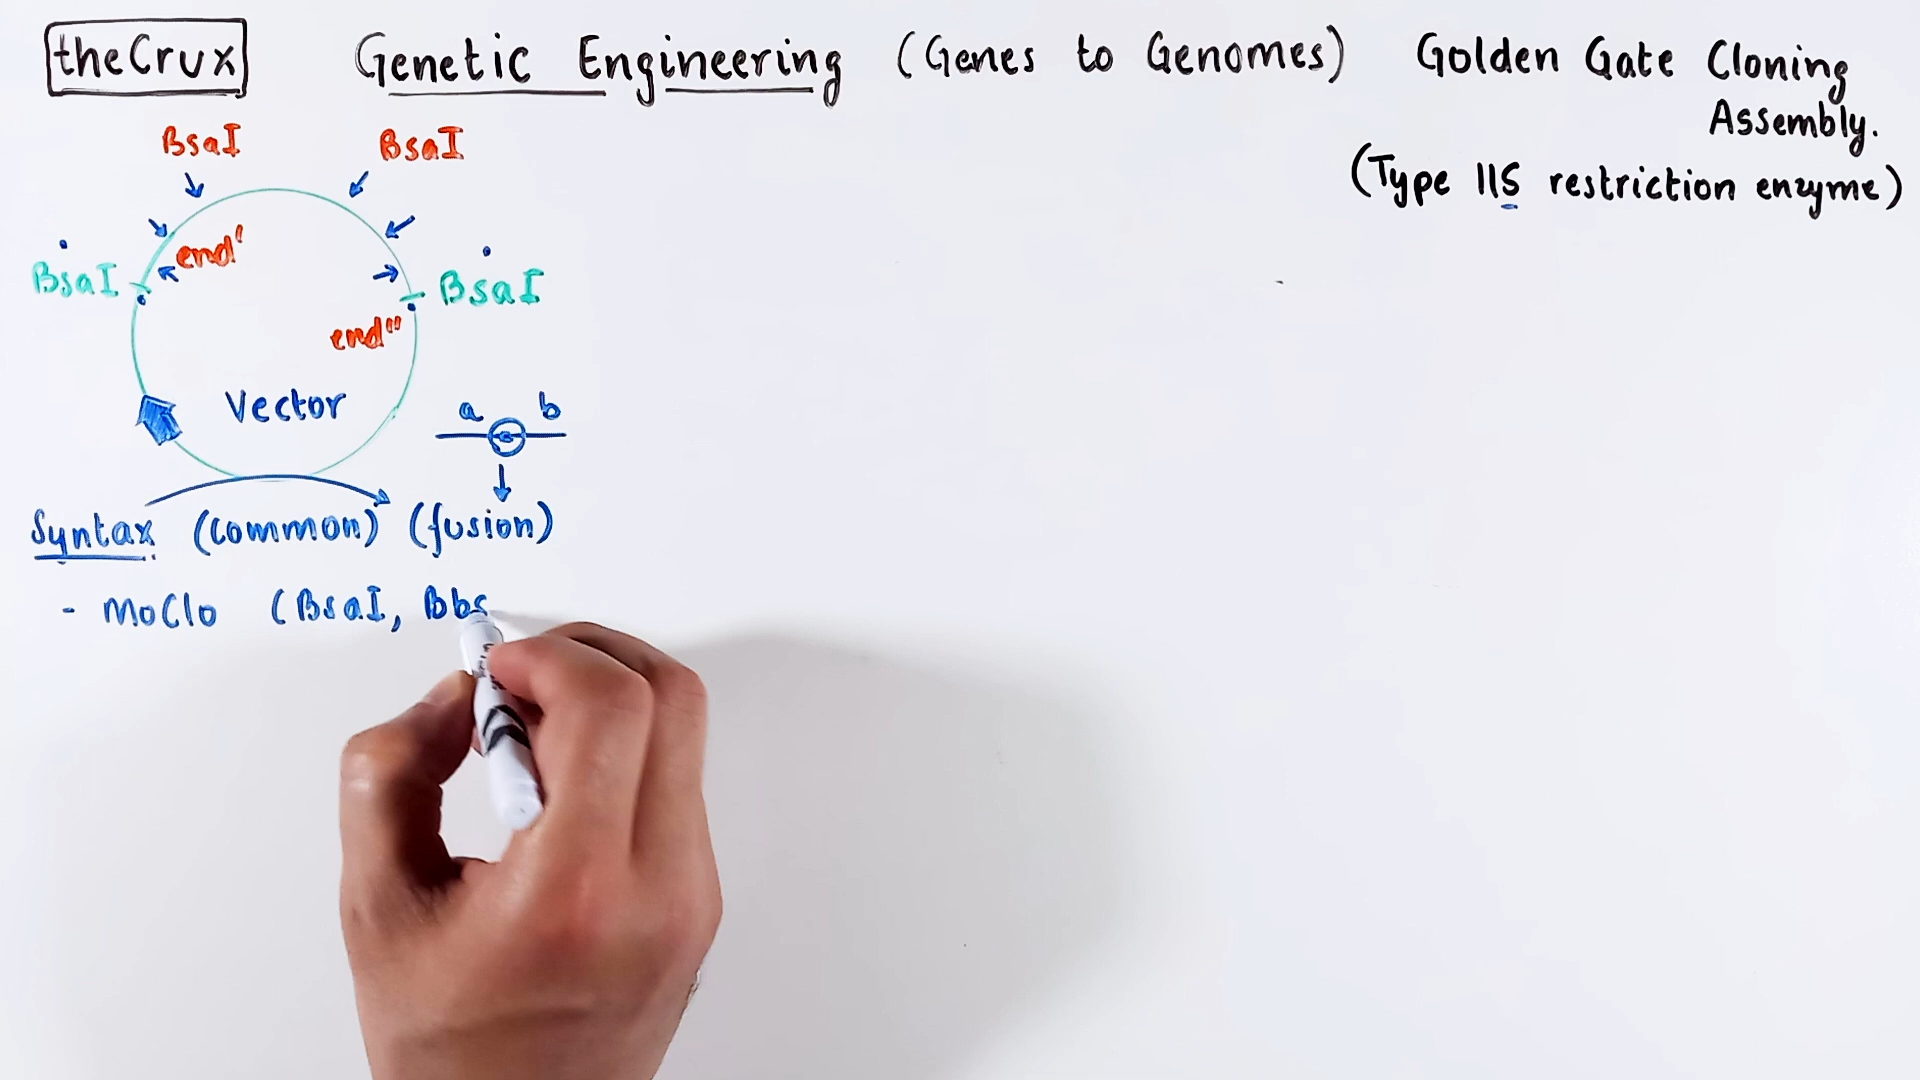 theCrux Genetic Engineering (Genes to Genomes) Golden Gate Cloning
Assembly.
(Type IIS restriction enzyme)
BsaI BsaI
end'
BsaI BsaI
end"
Vector
a b
Syntax (common) (fusion)
- MoClo (BsaI, Bbs